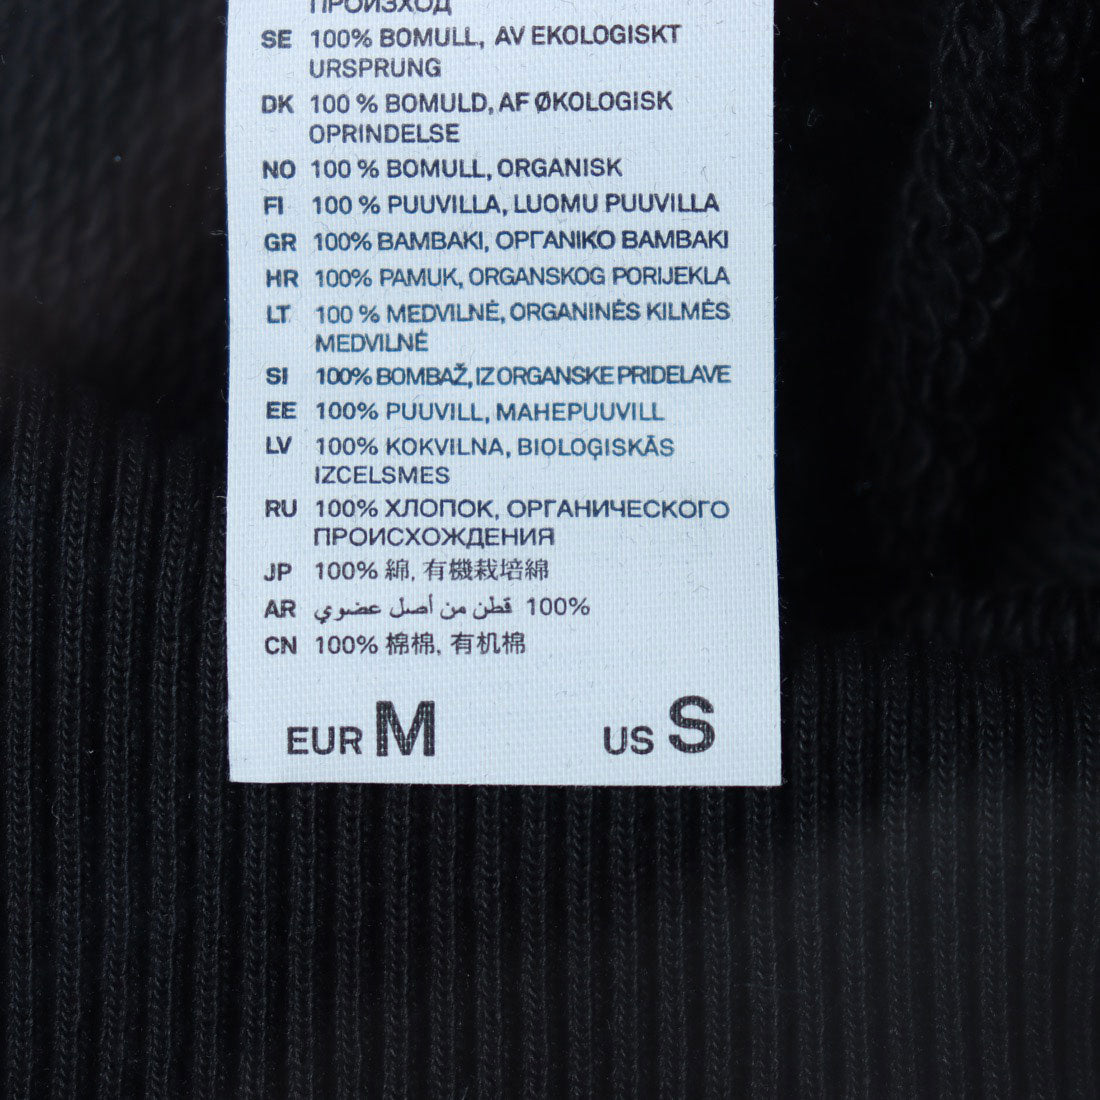 ПРОИЗХОД
SE 100% BOMULL, AV EKOLOGISKT
URSPRUNG
DK 100 % BOMULD, AF ØKOLOGISK
OPRINDELSE
NO 100 % BOMULL, ORGANISK
FI 100 % PUUVILLA, LUOMU PUUVILLA
GR 100% BAMBAKI, ΟΡΓΑΝΙΚΟ BAMBAKI
HR 100% PAMUK, ORGANSKOG PORIJEKLA
LT 100 % MEDVILNĖ, ORGANINĖS KILMĖS
MEDVILNĖ
SI 100% BOMBAŽ, IZ ORGANSKE PRIDELAVE
EE 100% PUUVILL, MAHEPUUVILL
LV 100% KOKVILNA, BIOLOĢISKĀS
IZCELSMES
RU 100% ХЛОПОК, ОРГАНИЧЕСКОГО
ПРОИСХОЖДЕНИЯ
JP 100% 綿, 有機栽培綿
AR 100% قطن من أصل عضوي
CN 100% 棉棉, 有机棉
EUR M US S